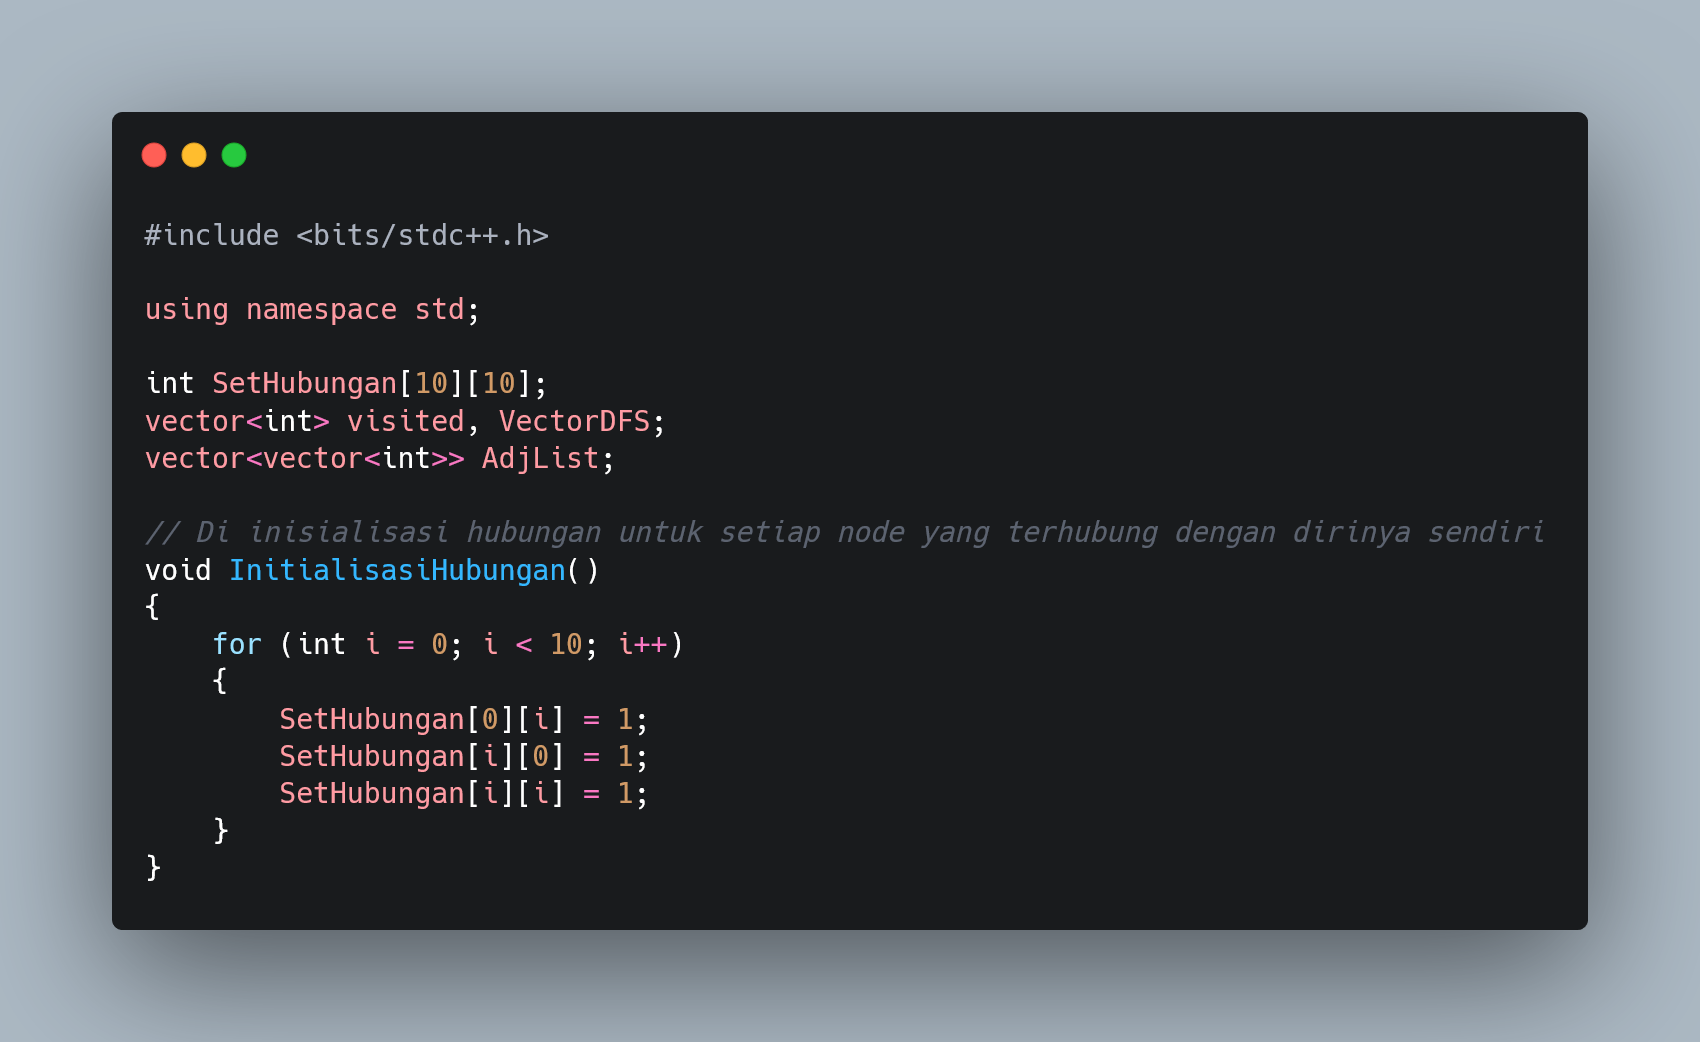 #include <bits/stdc++.h>
using namespace std;
int SetHubungan[10][10];
vector<int> visited, VectorDFS;
vector<vector<int>> AdjList;
// Di inisialisasi hubungan untuk setiap node yang terhubung dengan dirinya sendiri
void InitialisasiHubungan()
{
    for (int i = 0; i < 10; i++)
    {
        SetHubungan[0][i] = 1;
        SetHubungan[i][0] = 1;
        SetHubungan[i][i] = 1;
    }
}